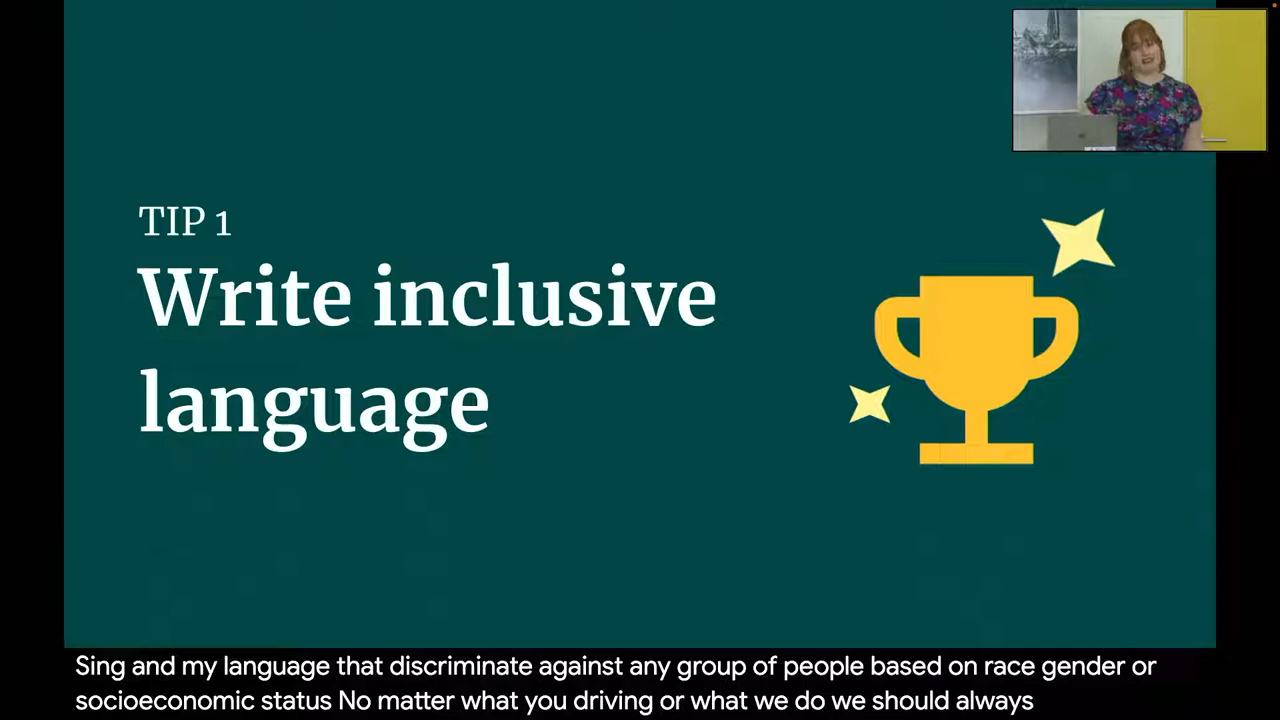 TIP 1
Write inclusive
language
Sing and my language that discriminate against any group of people based on race gender or
socioeconomic status No matter what you driving or what we do we should always